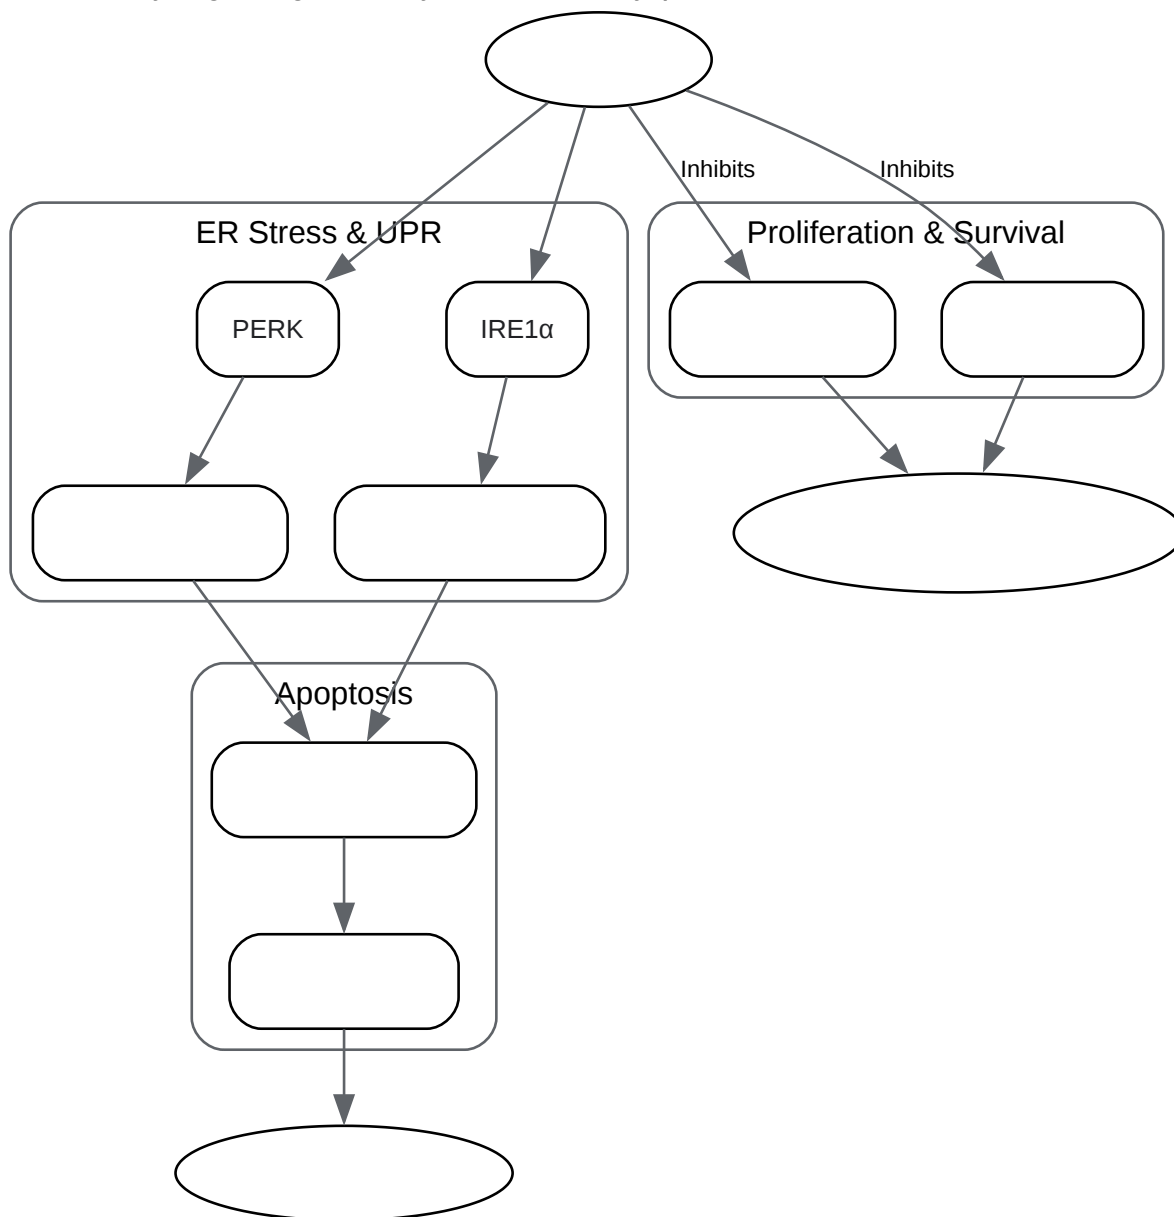 Inhibits
Inhibits
ER Stress & UPR
Proliferation & Survival
PERK
IRE1α
Apoptosis